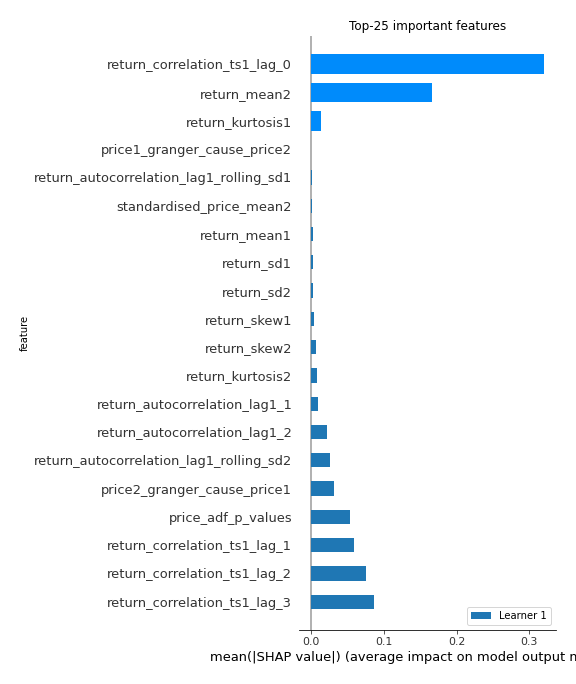 Top-25 important features
return_correlation_ts1_lag_0
return_mean2
return_kurtosis1
price1_granger_cause_price2
return_autocorrelation_lag1_rolling_sd1
standardised_price_mean2
return_mean1
return_sd1
return_sd2
return_skew1
return_skew2
return_kurtosis2
return_autocorrelation_lag1_1
return_autocorrelation_lag1_2
return_autocorrelation_lag1_rolling_sd2
price2_granger_cause_price1
price_adf_p_values
return_correlation_ts1_lag_1
return_correlation_ts1_lag_2
return_correlation_ts1_lag_3
feature
Learner 1
0.0 0.1 0.2 0.3
mean(|SHAP value|) (average impact on model output